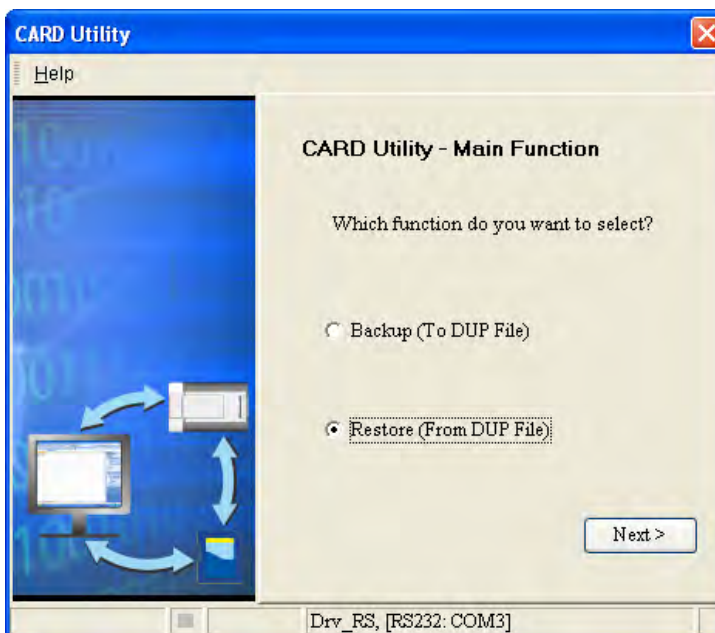 CARD Utility
Help
CARD Utility - Main Function
Which function do you want to select?
Backup (To DUP File)
Restore (From DUP File)
Next >
Drv_RS, [RS232: COM3]